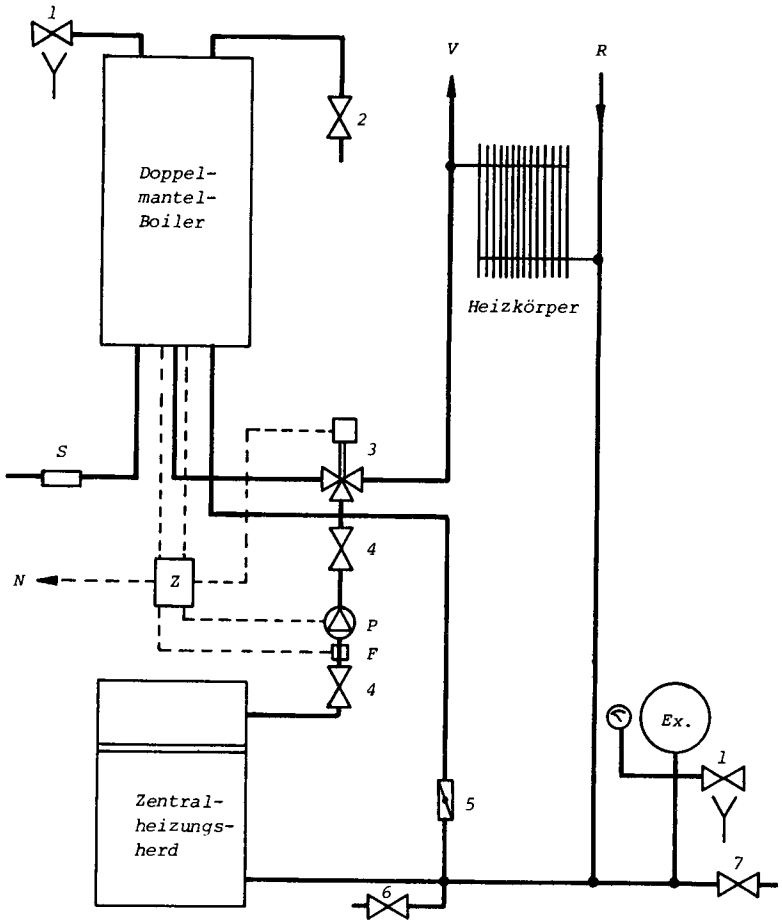 1
V
R
2
Doppel-
mantel-
Boiler
Heizkörper
S
3
4
N
Z
P
F
4
Ex.
1
Zentral-
heizungs-
herd
5
6
7